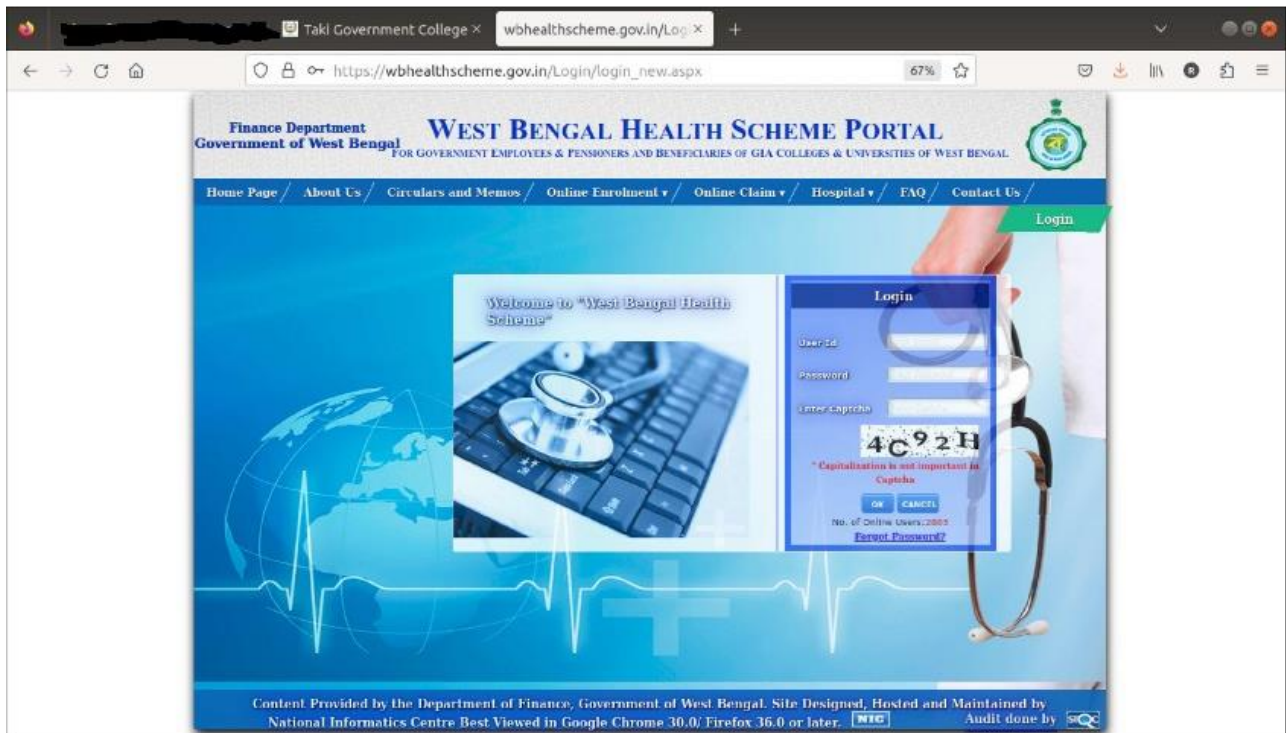 Taki Government College ×
wbhealthscheme.gov.in/Log ×
+
https://wbhealthscheme.gov.in/Login/login_new.aspx
67%
Finance Department
Government of West Bengal
WEST BENGAL HEALTH SCHEME PORTAL
FOR GOVERNMENT EMPLOYEES & PENSIONERS AND BENEFICIARIES OF GIA COLLEGES & UNIVERSITIES OF WEST BENGAL
Home Page / About Us / Circulars and Memos / Online Enrolment ▾ / Online Claim ▾ / Hospital ▾ / FAQ / Contact Us /
Login
Welcome to "West Bengal Health
Scheme"
Login
User Id
Password
Enter Captcha
4C92H
* Capitalization is not important in
Captcha
OK CANCEL
No. of Online Users:2803
Forgot Password?
Content Provided by the Department of Finance, Government of West Bengal. Site Designed, Hosted and Maintained by
National Informatics Centre Best Viewed in Google Chrome 30.0/ Firefox 36.0 or later. NIC Audit done by STQC